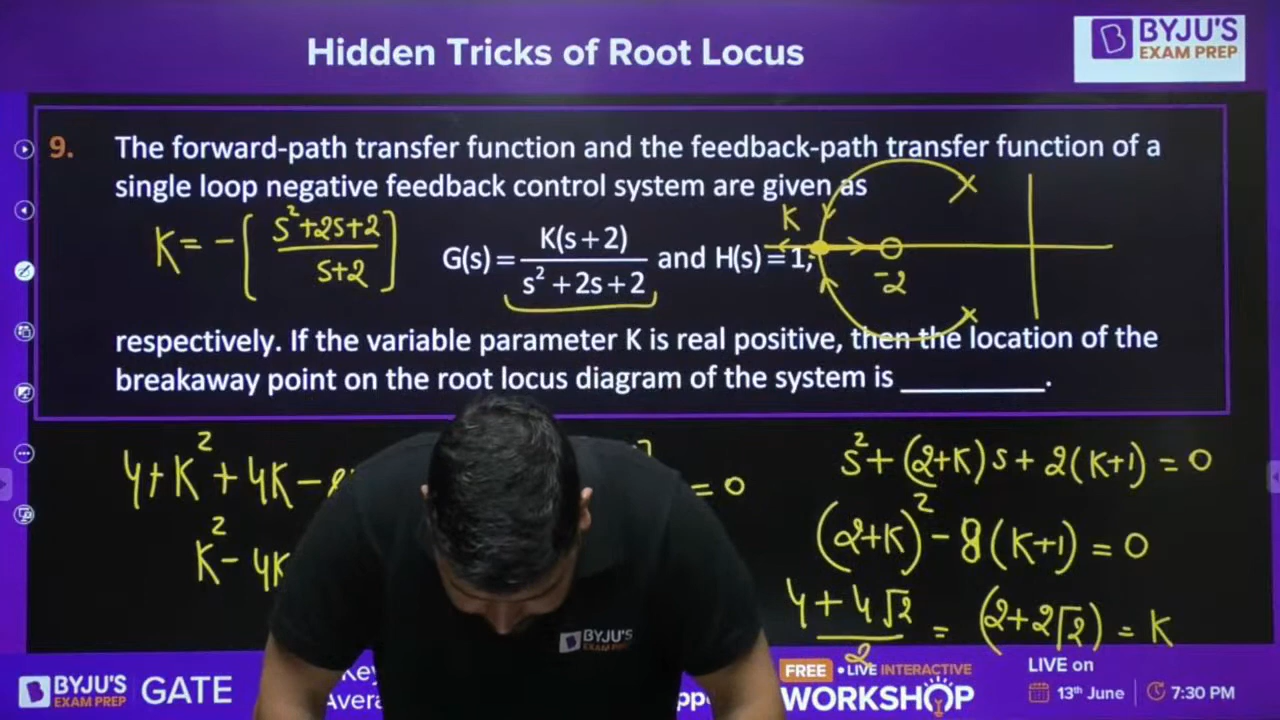 Hidden Tricks of Root Locus
BYJU'S
EXAM PREP
9. The forward-path transfer function and the feedback-path transfer function of a
single loop negative feedback control system are given as
K = -[(s²+2s+2)/(s+2)]
G(s) = K(s+2)/(s²+2s+2) and H(s) = 1,
K
-2
respectively. If the variable parameter K is real positive, then the location of the
breakaway point on the root locus diagram of the system is ________.
4+K²+4K-8
= 0
K²-4K
s²+(2+K)s+2(K+1) = 0
(2+K)²-8(K+1) = 0
(4+4√2)/2 = (2+2√2) = K
BYJU'S
EXAM PREP
BYJU'S
EXAM PREP
GATE
FREE • LIVE INTERACTIVE
WORKSHOP
LIVE on
13th June | 7:30 PM